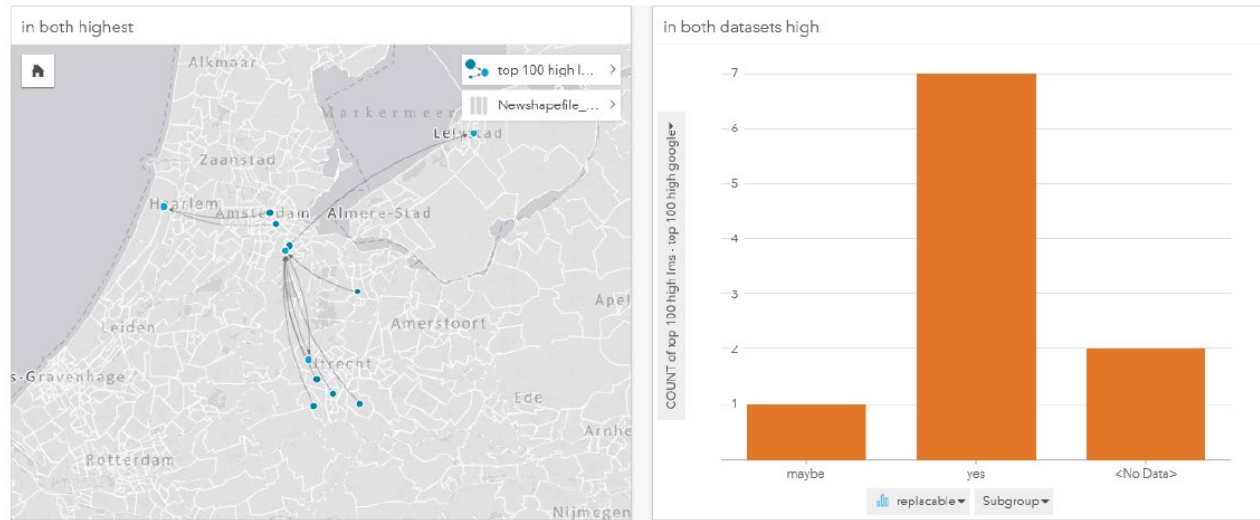 in both highest
top 100 high l... >
Newshapefile_... >
Alkmaar
Markermeer
Lelystad
Zaanstad
Haarlem
Amsterdam
Almere-Stad
Apel
Leiden
Amersfoort
Utrecht
s-Gravenhage
Ede
Arnhe
Rotterdam
Nijmegen
in both datasets high
COUNT of top 100 high lms - top 100 high google
7
6
5
4
3
2
1
maybe
yes
<No Data>
replacable
Subgroup